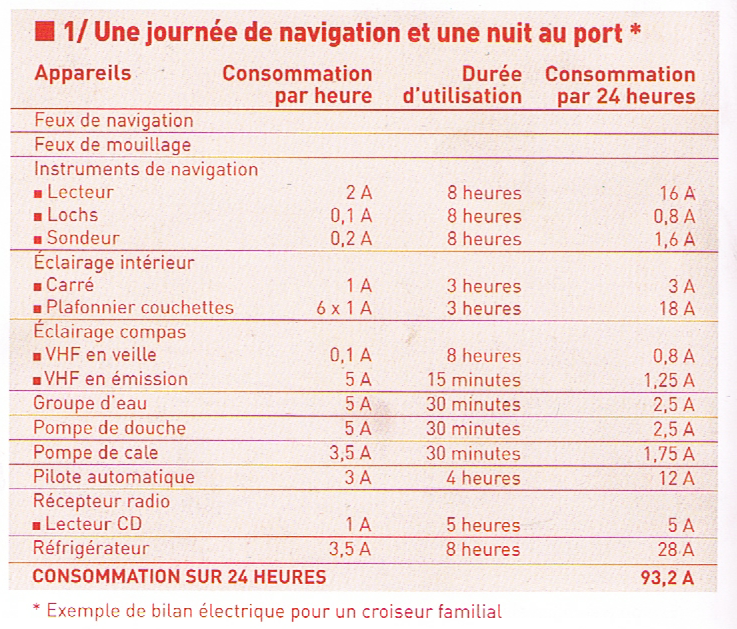 ■ 1/ Une journée de navigation et une nuit au port *
Appareils Consommation par heure Durée d'utilisation Consommation par 24 heures
Feux de navigation
Feux de mouillage
Instruments de navigation
■ Lecteur 2 A 8 heures 16 A
■ Lochs 0,1 A 8 heures 0,8 A
■ Sondeur 0,2 A 8 heures 1,6 A
Éclairage intérieur
■ Carré 1 A 3 heures 3 A
■ Plafonnier couchettes 6 x 1 A 3 heures 18 A
Éclairage compas
■ VHF en veille 0,1 A 8 heures 0,8 A
■ VHF en émission 5 A 15 minutes 1,25 A
Groupe d'eau 5 A 30 minutes 2,5 A
Pompe de douche 5 A 30 minutes 2,5 A
Pompe de cale 3,5 A 30 minutes 1,75 A
Pilote automatique 3 A 4 heures 12 A
Récepteur radio
■ Lecteur CD 1 A 5 heures 5 A
Réfrigérateur 3,5 A 8 heures 28 A
CONSOMMATION SUR 24 HEURES 93,2 A
* Exemple de bilan électrique pour un croiseur familial